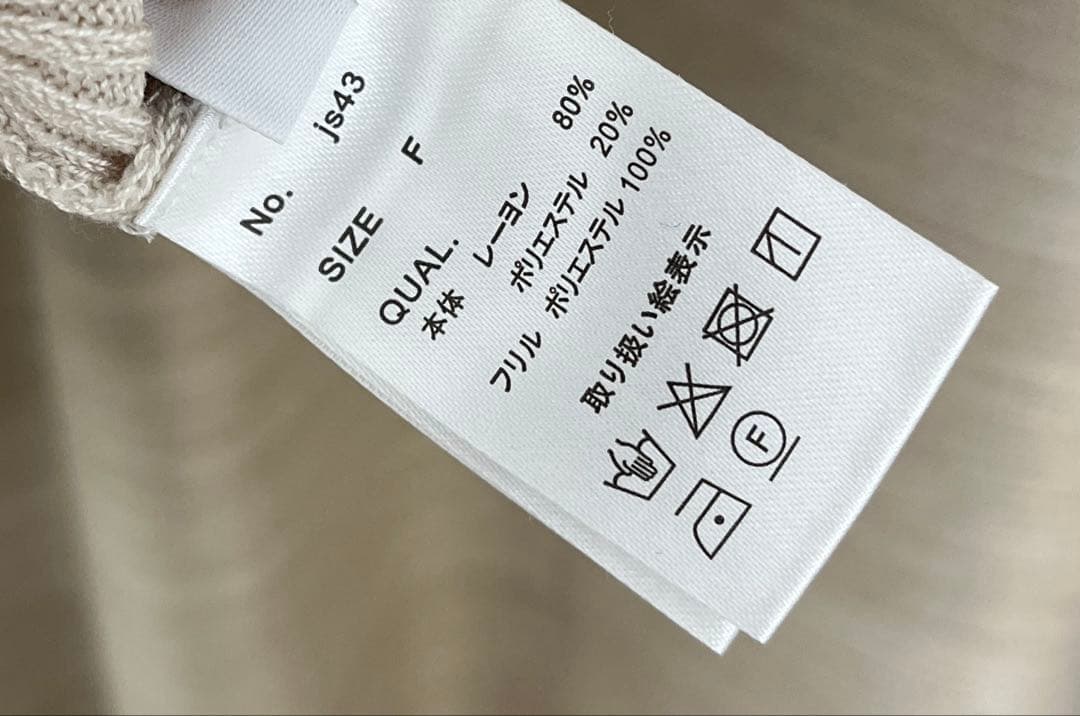 No. js43
SIZE F
QUAL.
本体 レーヨン 80%
ポリエステル 20%
フリル ポリエステル 100%
取り扱い絵表示
F